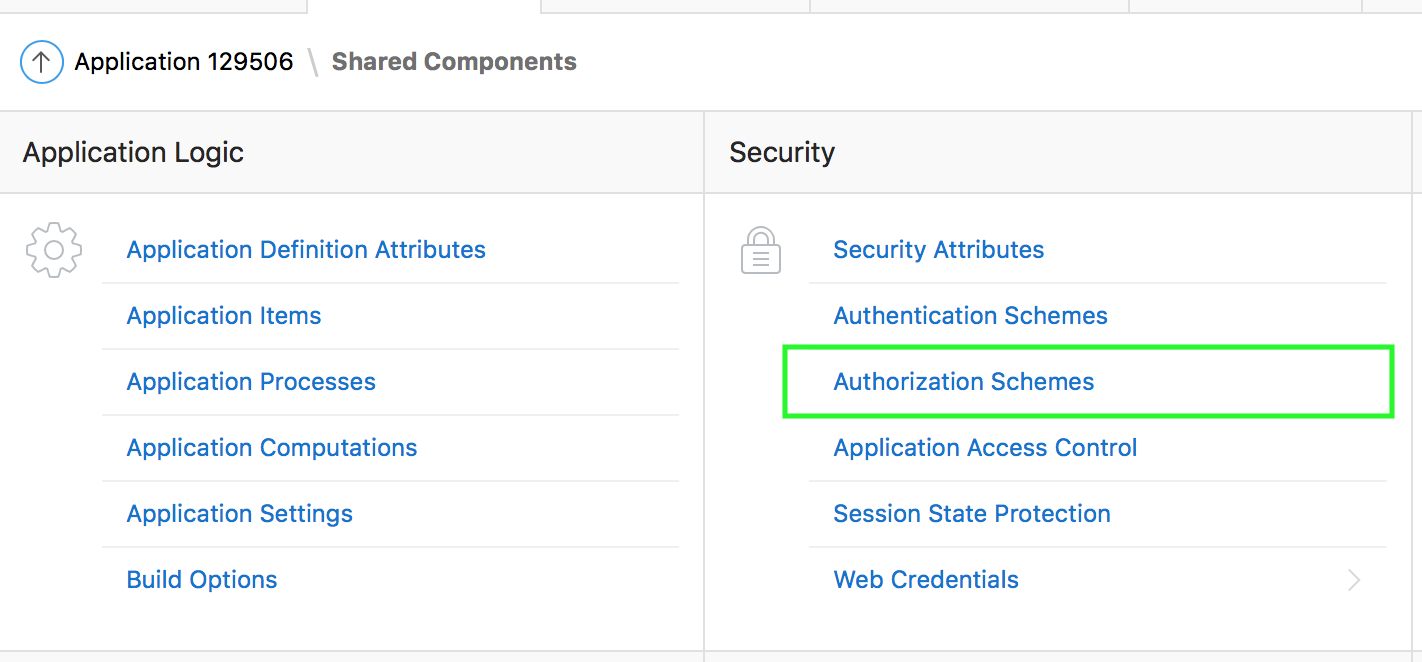 Application 129506 \ Shared Components
Application Logic
Application Definition Attributes
Application Items
Application Processes
Application Computations
Application Settings
Build Options
Security
Security Attributes
Authentication Schemes
Authorization Schemes
Application Access Control
Session State Protection
Web Credentials